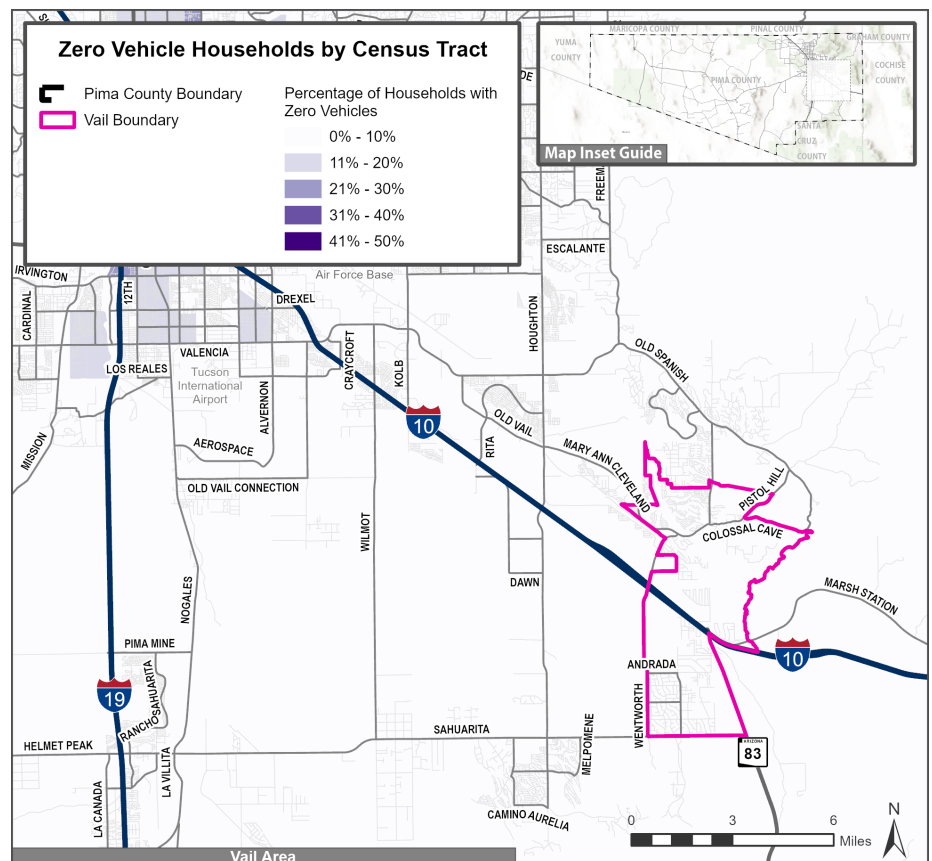 Zero Vehicle Households by Census Tract
Pima County Boundary
Vail Boundary
Percentage of Households with
Zero Vehicles
0% - 10%
11% - 20%
21% - 30%
31% - 40%
41% - 50%
MARICOPA COUNTY
PINAL COUNTY
GRAHAM COUNTY
YUMA
COUNTY
COCHISE
COUNTY
PIMA COUNTY
SANTA
CRUZ
COUNTY
Map Inset Guide
DE
FREEM
ESCALANTE
IRVINGTON
Air Force Base
CARDINAL
12TH
DREXEL
HOUGHTON
VALENCIA
LOS REALES
CRAYCROFT
KOLB
OLD SPANISH
Tucson
International
Airport
ALVERNON
10
OLD VAIL
RITA
MISSION
AEROSPACE
MARY ANN CLEVELAND
PISTOL HILL
OLD VAIL CONNECTION
WILMOT
COLOSSAL CAVE
DAWN
NOGALES
MARSH STATION
PIMA MINE
10
ANDRADA
19
RANCHO SAHUARITA
WENTWORTH
MELPOMENE
SAHUARITA
HELMET PEAK
ARIZONA
83
LA CANADA
LA VILLITA
CAMINO AURELIA
N
0 3 6
Miles
Vail Area